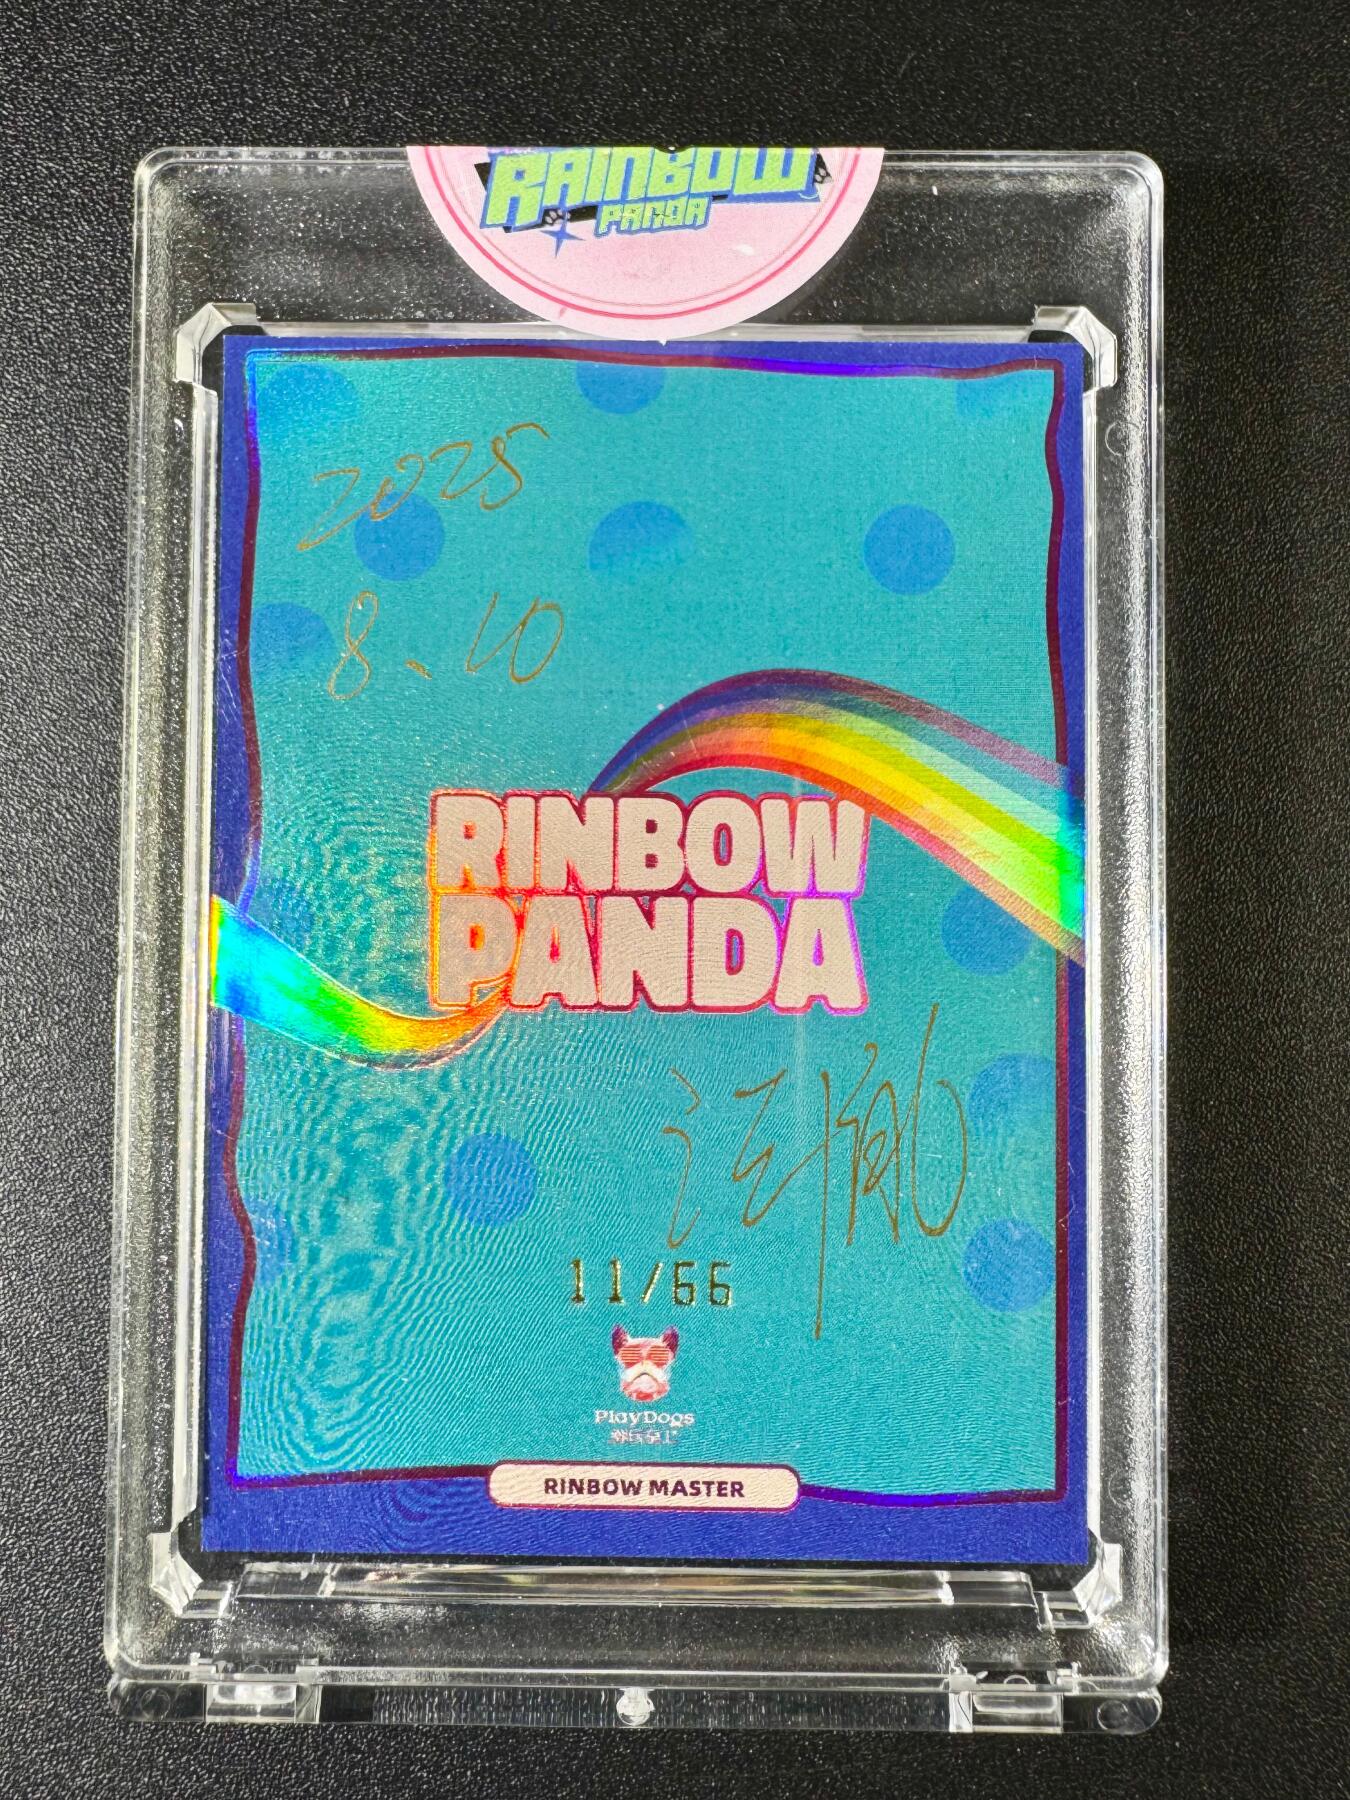 RAINBOW
PANDA
2025
8.10
RINBOW
PANDA
11/66
PlayDogs
RINBOW MASTER